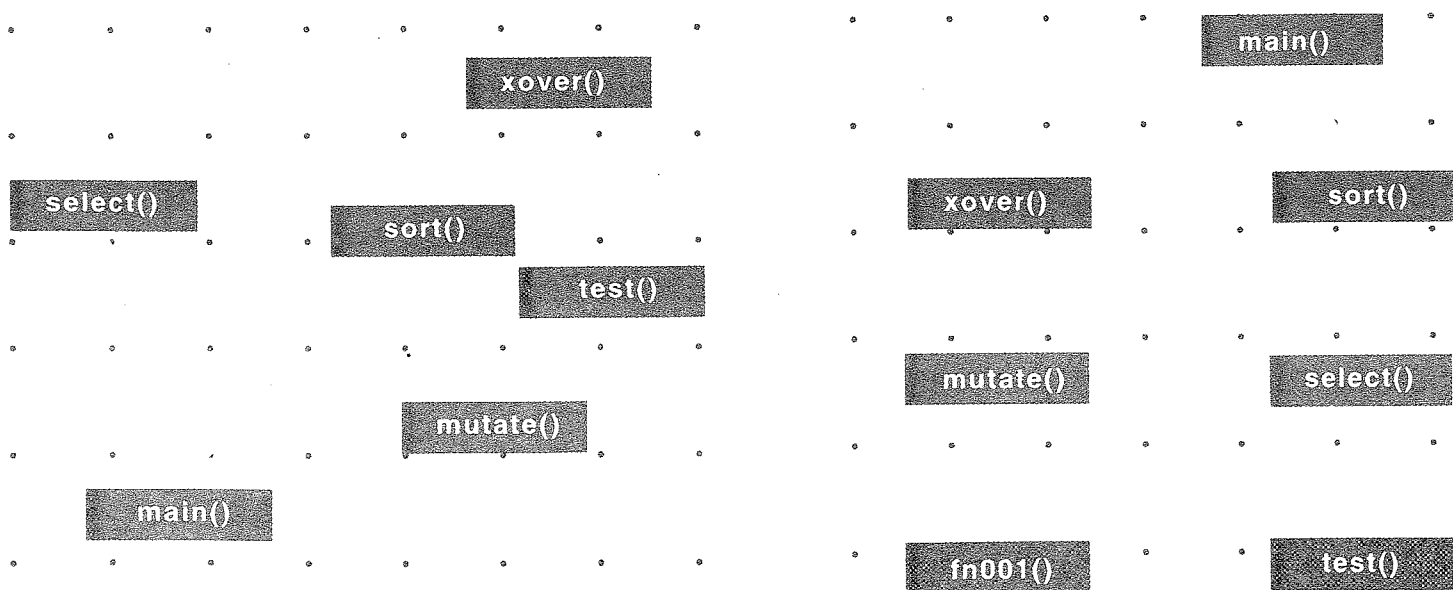 xover()
select()
sort()
test()
mutate()
main()
main()
xover()
sort()
mutate()
select()
fn001()
test()